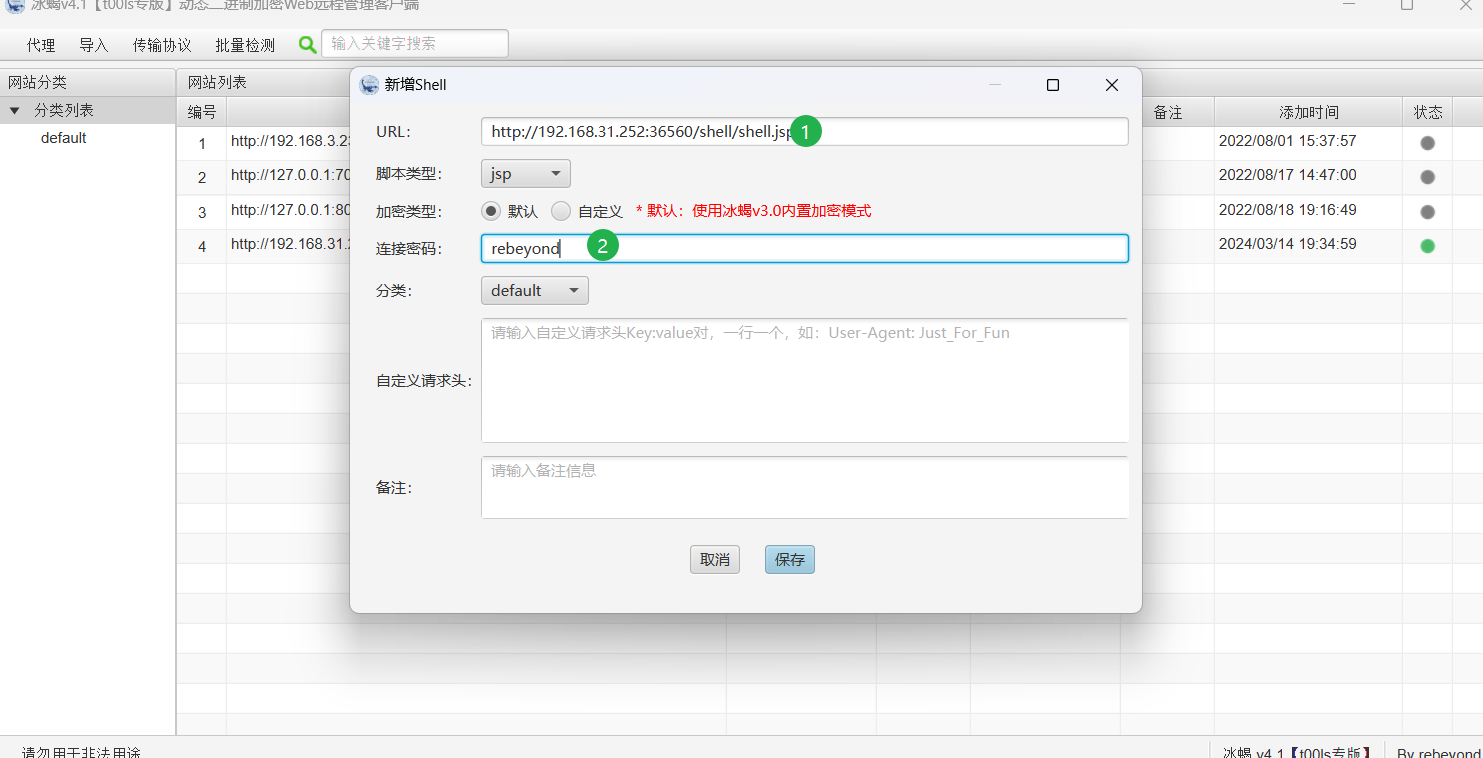 冰蝎v4.1【t00ls专版】动态二进制加密Web远程管理客户端
代理 导入 传输协议 批量检测 输入关键字搜索
网站分类 网站列表
分类列表 编号 备注 添加时间 状态
default
1 http://192.168.3.23 2022/08/01 15:37:57
2 http://127.0.0.1:70 2022/08/17 14:47:00
3 http://127.0.0.1:80 2022/08/18 19:16:49
4 http://192.168.31.2 2024/03/14 19:34:59
新增Shell
URL: http://192.168.31.252:36560/shell/shell.jsp 1
脚本类型: jsp
加密类型: 默认 自定义 * 默认：使用冰蝎v3.0内置加密模式
连接密码: rebeyond 2
分类: default
自定义请求头: 请输入自定义请求头Key:value对，一行一个，如：User-Agent: Just_For_Fun
备注: 请输入备注信息
取消 保存
请勿用于非法用途 冰蝎 v4.1【t00ls专版】 By rebeyond